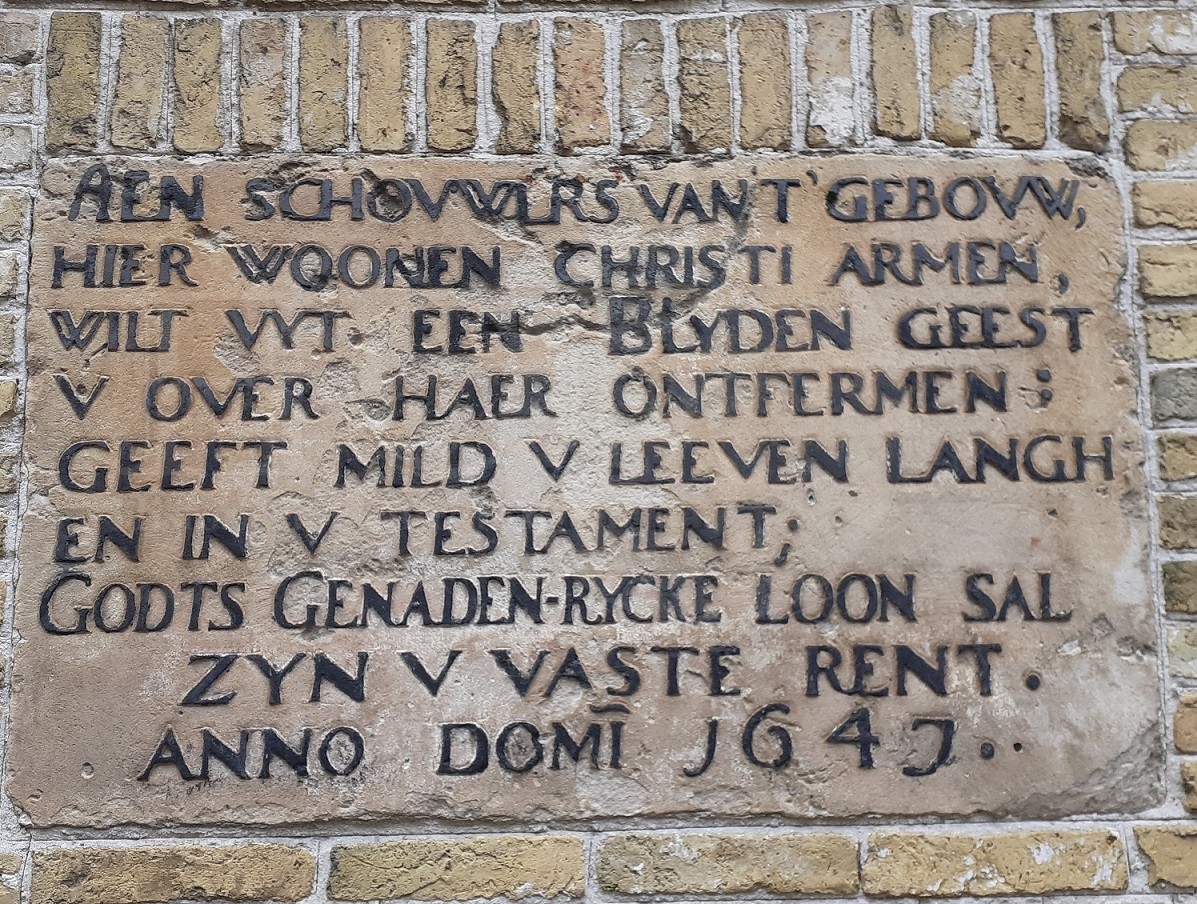 AEN SCHOVWERS VAN T' GEBOVW,
HIER WOONEN CHRISTI ARMEN,
WILT VYT EEN BLYDEN GEEST
V OVER HAER ONTFERMEN:
GEEFT MILD V LEEVEN LANGH
EN IN V TESTAMENT;
GODTS GENADEN-RYCKE LOON SAL
ZYN V VASTE RENT.
ANNO DOMĪ J647.